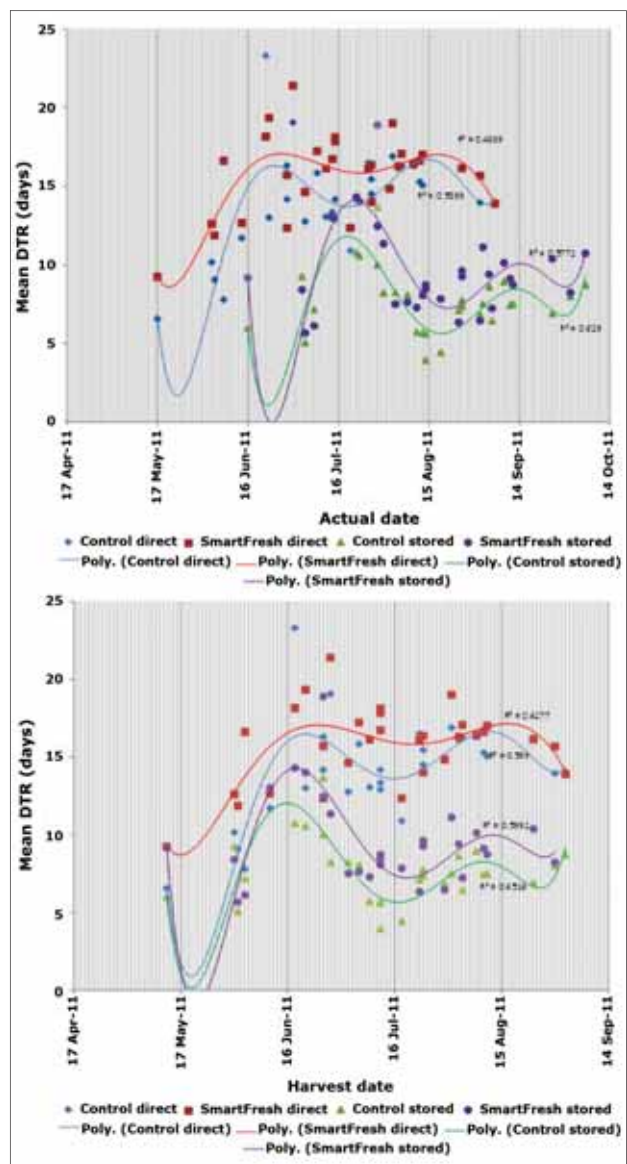 25
20
15
10
5
0
Mean DTR (days)
17 Apr-11
17 May-11
16 Jun-11
16 Jul-11
15 Aug-11
14 Sep-11
14 Oct-11
Actual date
Control direct SmartFresh direct Control stored SmartFresh stored
Poly. (Control direct) Poly. (SmartFresh direct) Poly. (Control stored)
Poly. (SmartFresh stored)
25
20
15
10
5
0
Mean DTR (days)
17 Apr-11
17 May-11
16 Jun-11
16 Jul-11
15 Aug-11
14 Sep-11
Harvest date
Control direct SmartFresh direct Control stored SmartFresh stored
Poly. (Control direct) Poly. (SmartFresh direct) Poly. (Control stored)
Poly. (SmartFresh stored)